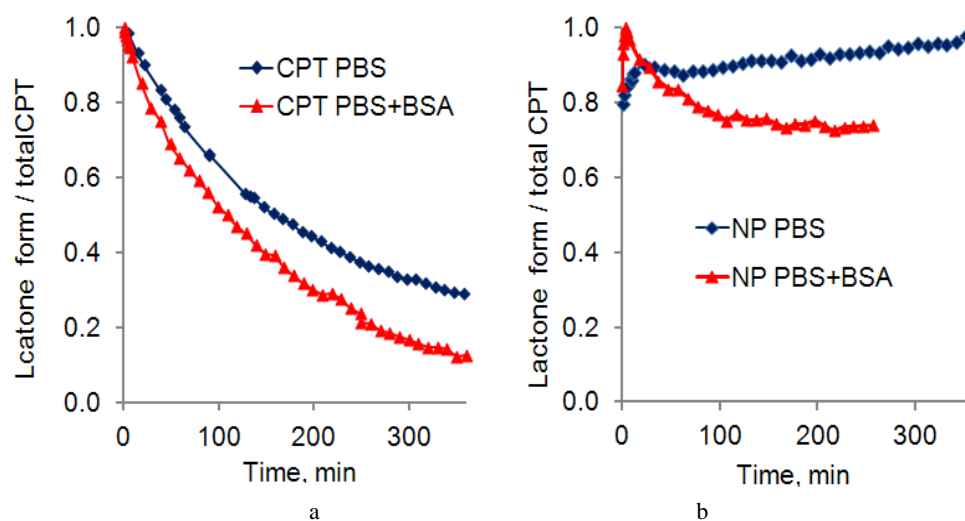 1.0
0.8
0.6
0.4
0.2
0.0
Lcatone form / totalCPT
CPT PBS
CPT PBS+BSA
0 100 200 300
Time, min
a
1.0
0.8
0.6
0.4
0.2
0.0
Lactone form / total CPT
NP PBS
NP PBS+BSA
0 100 200 300
Time, min
b